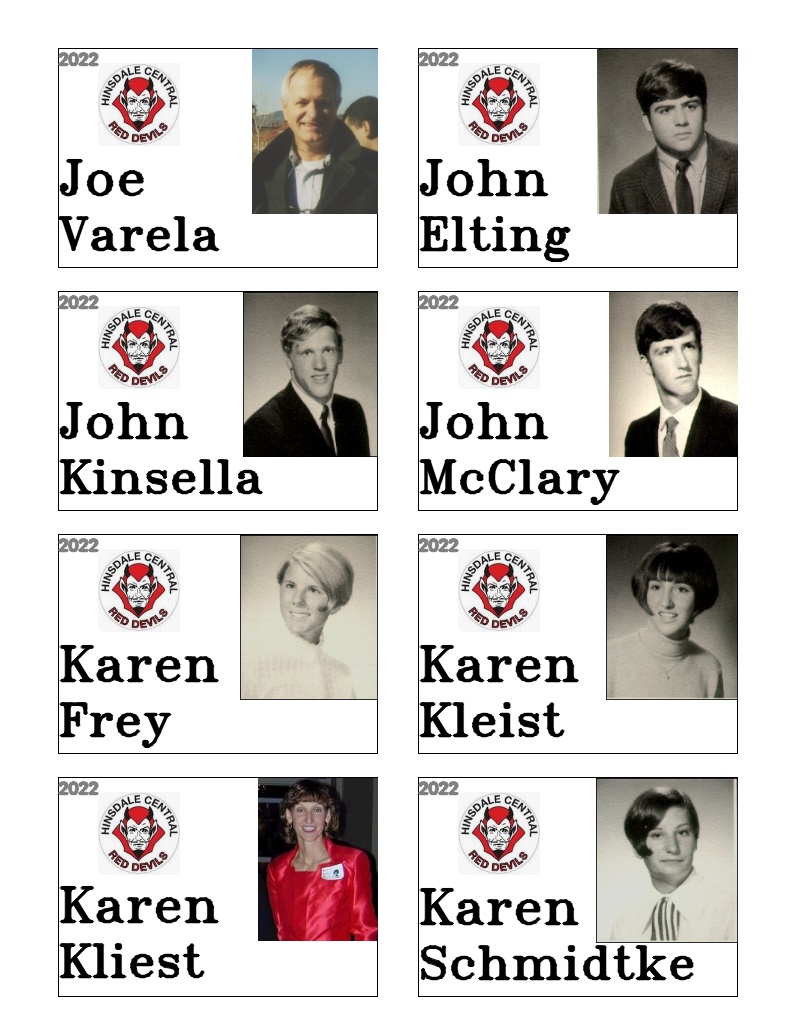 2022
HINSDALE CENTRAL
RED DEVILS
Joe
Varela
2022
HINSDALE CENTRAL
RED DEVILS
John
Elting
2022
HINSDALE CENTRAL
RED DEVILS
John
Kinsella
2022
HINSDALE CENTRAL
RED DEVILS
John
McClary
2022
HINSDALE CENTRAL
RED DEVILS
Karen
Frey
2022
HINSDALE CENTRAL
RED DEVILS
Karen
Kleist
2022
HINSDALE CENTRAL
RED DEVILS
Karen
Kliest
2022
HINSDALE CENTRAL
RED DEVILS
Karen
Schmidtke